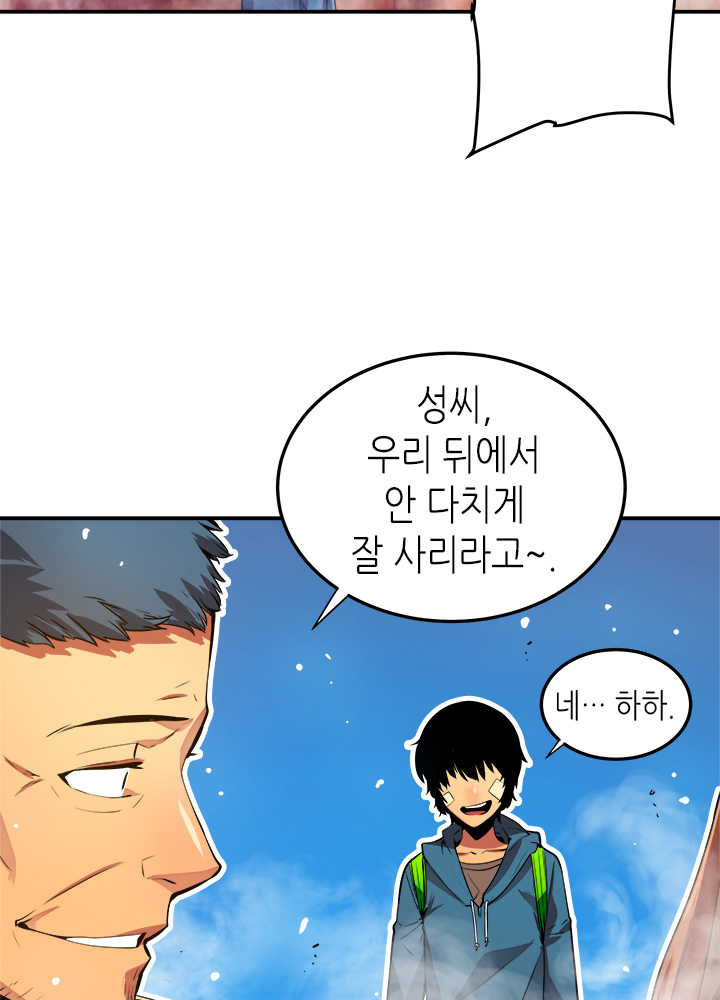 성씨,
우리 뒤에서
안 다치게
잘 사리라고~.
네… 하하.